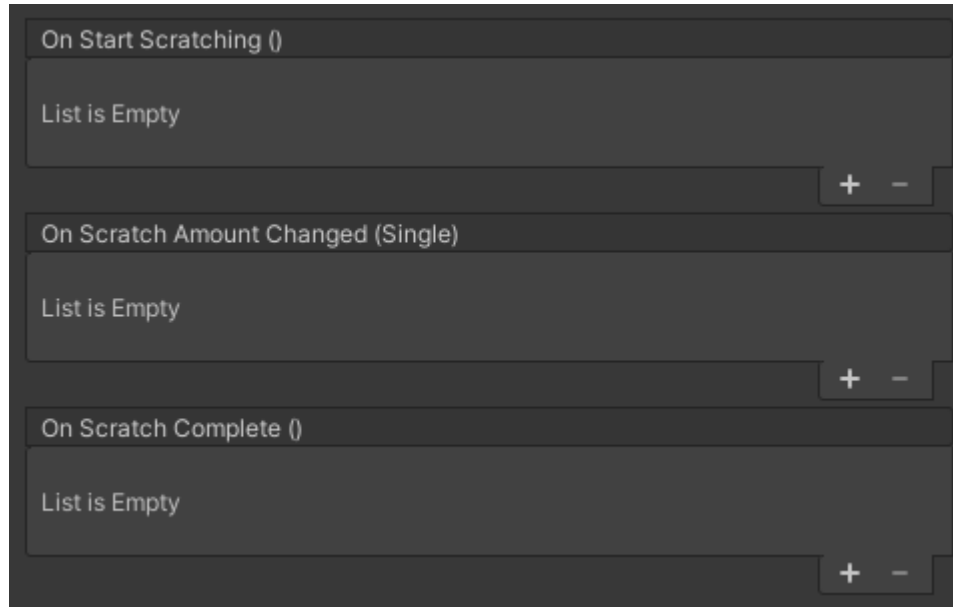 On Start Scratching ()
List is Empty
+ −
On Scratch Amount Changed (Single)
List is Empty
+ −
On Scratch Complete ()
List is Empty
+ −